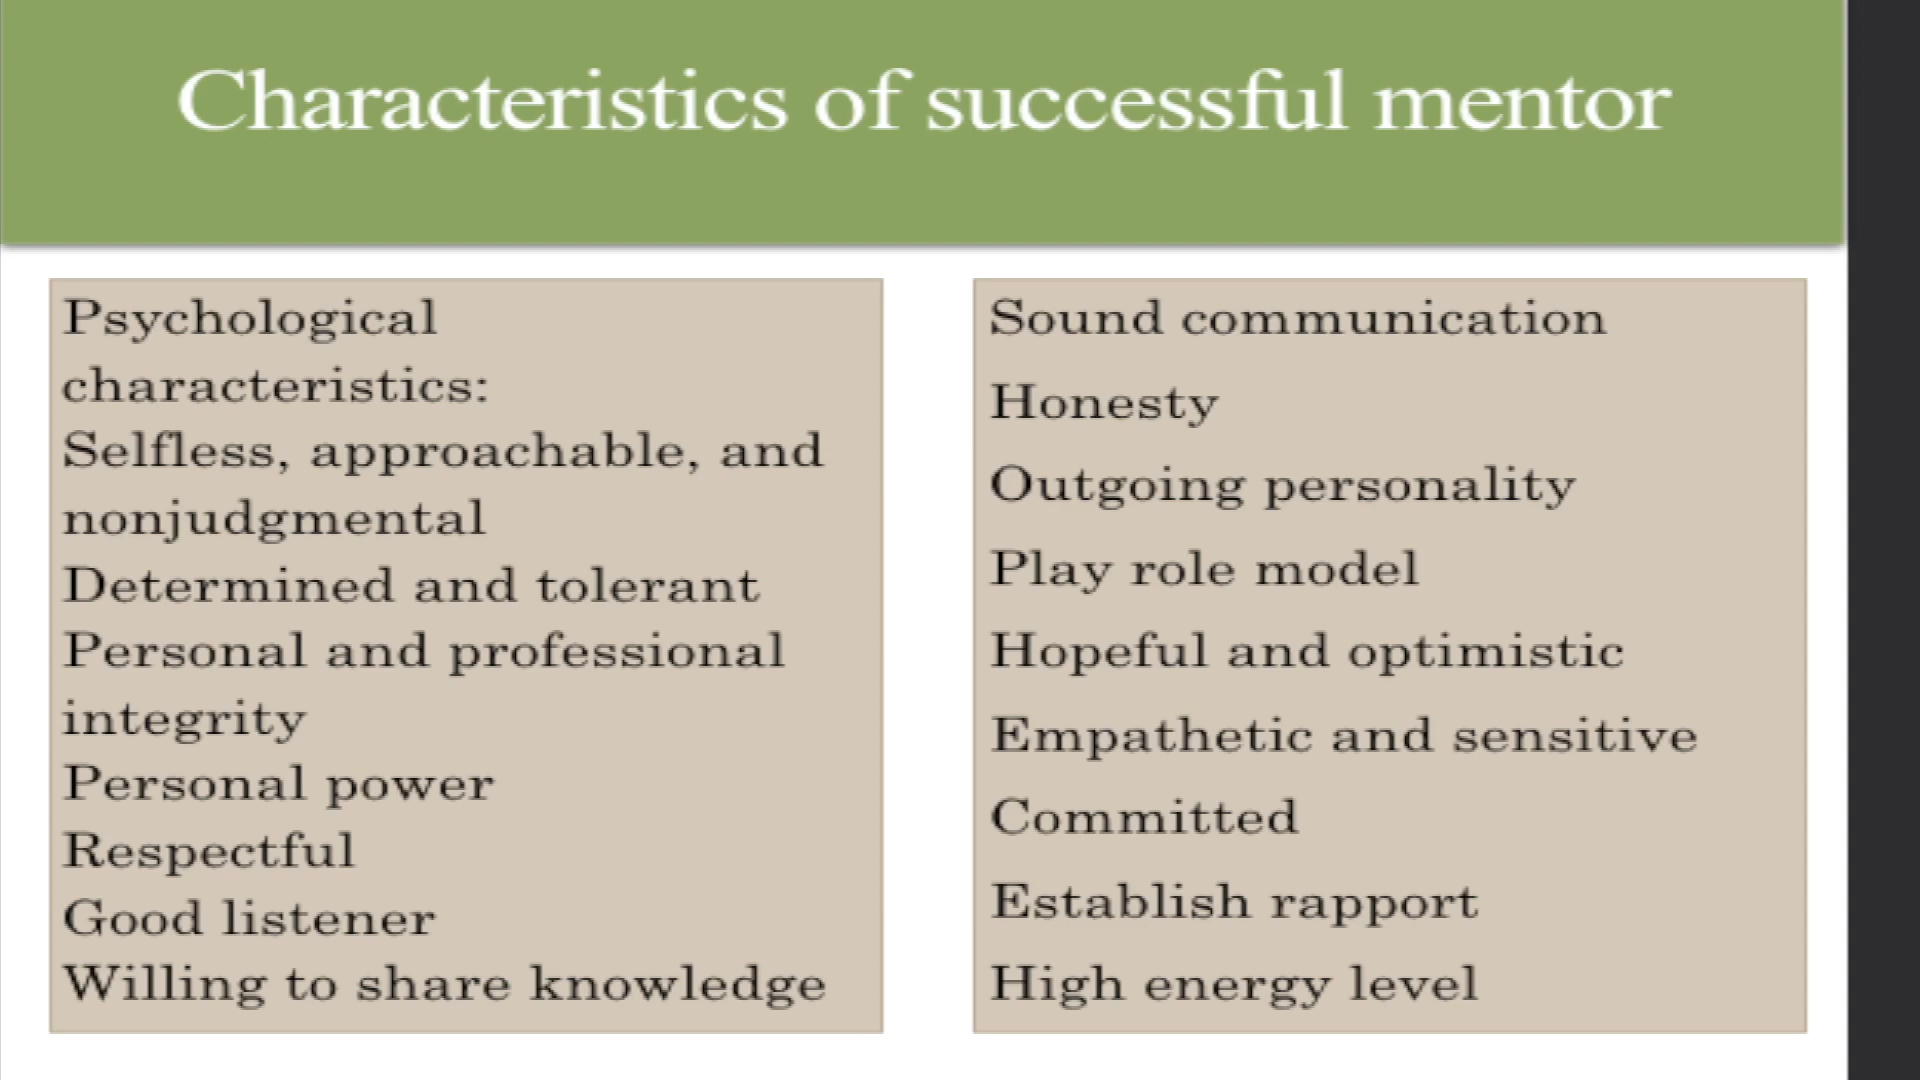 Characteristics of successful mentor
Psychological
characteristics:
Selfless, approachable, and
nonjudgmental
Determined and tolerant
Personal and professional
integrity
Personal power
Respectful
Good listener
Willing to share knowledge
Sound communication
Honesty
Outgoing personality
Play role model
Hopeful and optimistic
Empathetic and sensitive
Committed
Establish rapport
High energy level